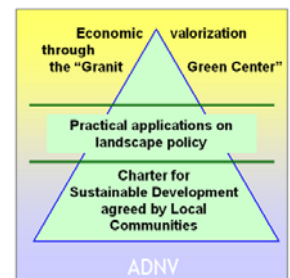 Economic valorization
through
the “Granit Green Center”
Practical applications on
landscape policy
Charter for
Sustainable Development
agreed by Local
Communities
ADNV